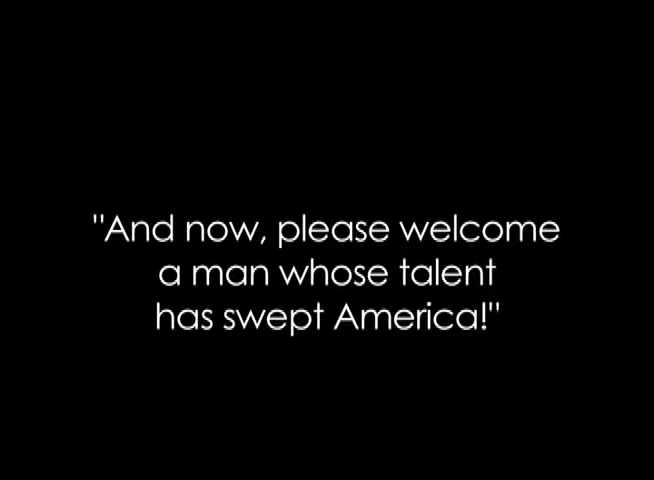 "And now, please welcome
a man whose talent
has swept America!"